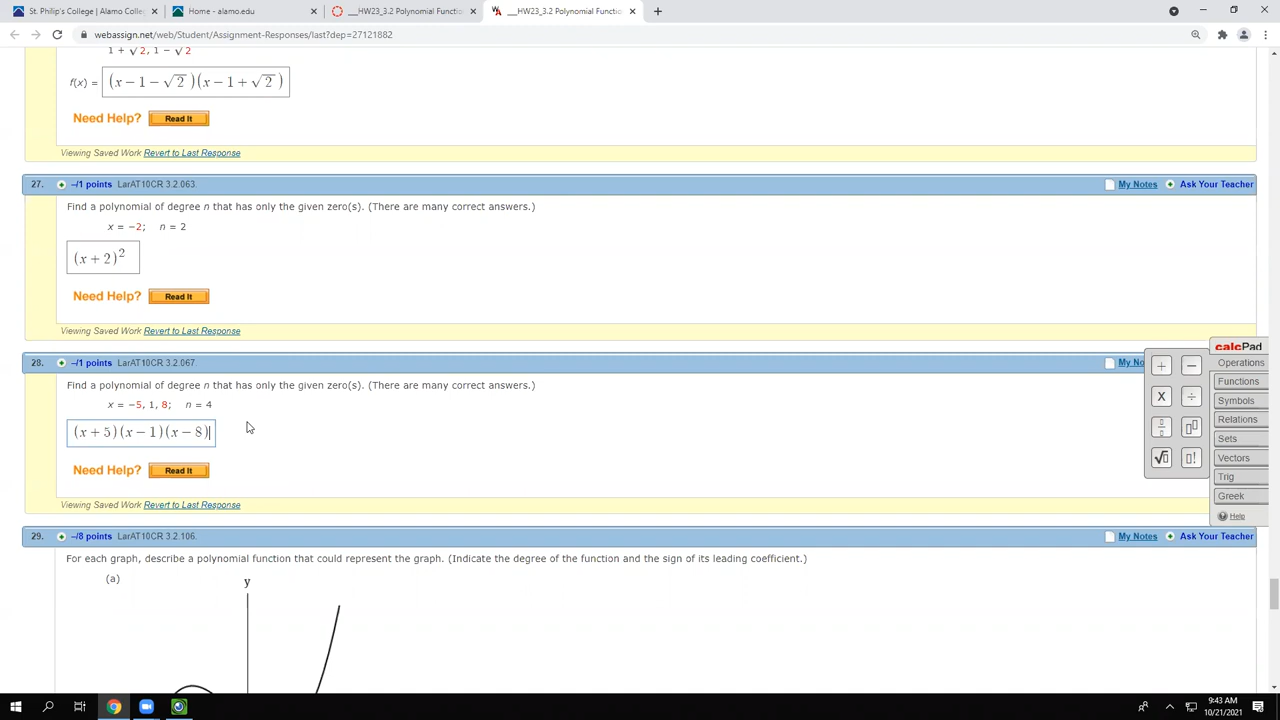 St. Philip's College | Alamo Colleg
Home - alamo.edu
__HW23_3.2 Polynomial Functio
__HW23_3.2 Polynomial Function
webassign.net/web/Student/Assignment-Responses/last?dep=27121882
1 + √2, 1 − √2
f(x) = (x − 1 − √2)(x − 1 + √2)
Need Help? Read It
Viewing Saved Work Revert to Last Response
27. –/1 points LarAT10CR 3.2.063. My Notes Ask Your Teacher
Find a polynomial of degree n that has only the given zero(s). (There are many correct answers.)
x = −2; n = 2
(x + 2)²
Need Help? Read It
Viewing Saved Work Revert to Last Response
28. –/1 points LarAT10CR 3.2.067. My No
Find a polynomial of degree n that has only the given zero(s). (There are many correct answers.)
x = −5, 1, 8; n = 4
(x + 5)(x − 1)(x − 8)
Need Help? Read It
Viewing Saved Work Revert to Last Response
calcPad
Operations
Functions
Symbols
Relations
Sets
Vectors
Trig
Greek
Help
29. –/8 points LarAT10CR 3.2.106. My Notes Ask Your Teacher
For each graph, describe a polynomial function that could represent the graph. (Indicate the degree of the function and the sign of its leading coefficient.)
(a)
y
9:43 AM
10/21/2021